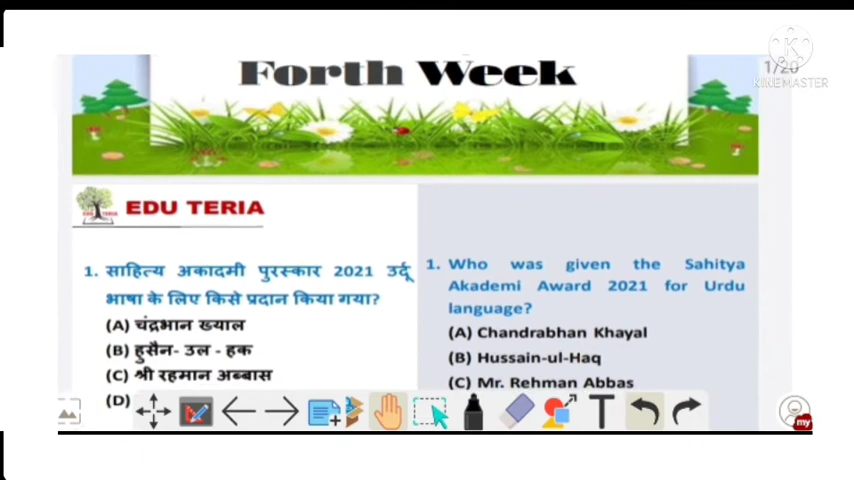 Forth Week
1/20
KINEMASTER
EDU TERIA
1. साहित्य अकादमी पुरस्कार 2021 उर्दू
भाषा के लिए किसे प्रदान किया गया?
(A) चंद्रभान ख्याल
(B) हुसैन- उल - हक
(C) श्री रहमान अब्बास
(D)
1. Who was given the Sahitya
Akademi Award 2021 for Urdu
language?
(A) Chandrabhan Khayal
(B) Hussain-ul-Haq
(C) Mr. Rehman Abbas
T
my